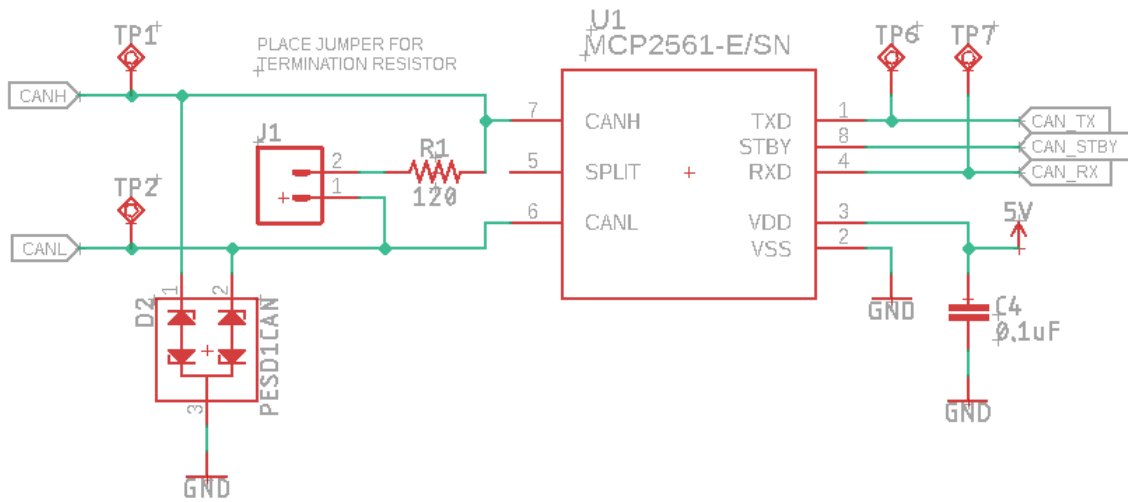 TP1
PLACE JUMPER FOR
TERMINATION RESISTOR
U1
MCP2561-E/SN
TP6
TP7
CANH
J1
2
1
R1
120
7
CANH
TXD
1
CAN_TX
STBY
8
CAN_STBY
5
SPLIT
RXD
4
CAN_RX
TP2
6
CANL
VDD
3
5V
CANL
VSS
2
GND
1
2
D2
PESD1CAN
3
GND
C4
0.1uF
GND